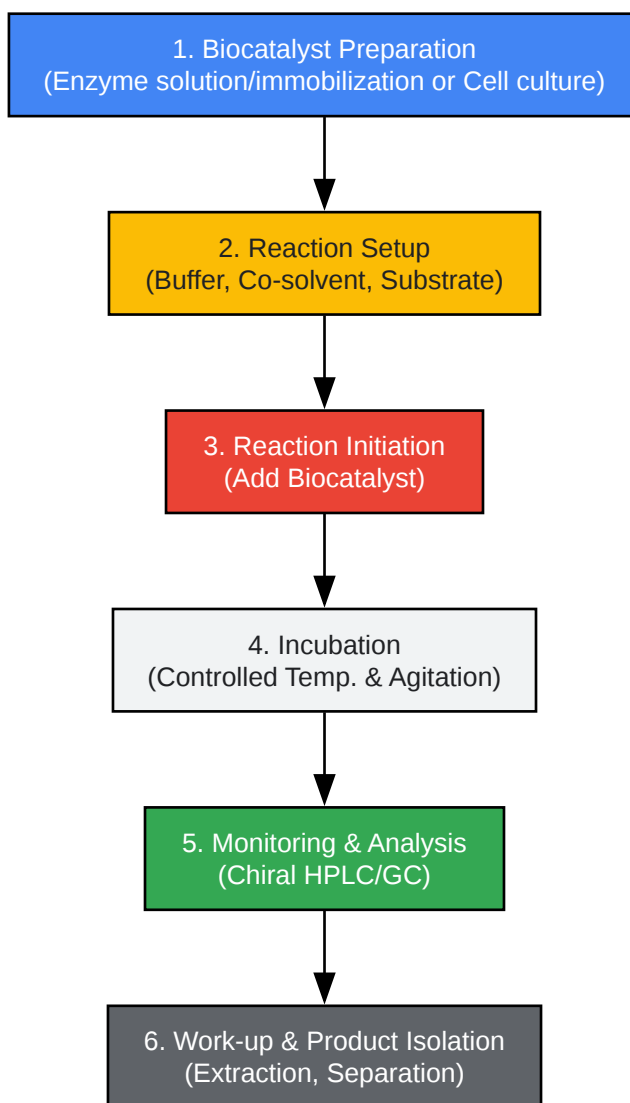 1. Biocatalyst Preparation
(Enzyme solution/immobilization or Cell culture)
2. Reaction Setup
(Buffer, Co-solvent, Substrate)
3. Reaction Initiation
(Add Biocatalyst)
4. Incubation
(Controlled Temp. & Agitation)
5. Monitoring & Analysis
(Chiral HPLC/GC)
6. Work-up & Product Isolation
(Extraction, Separation)